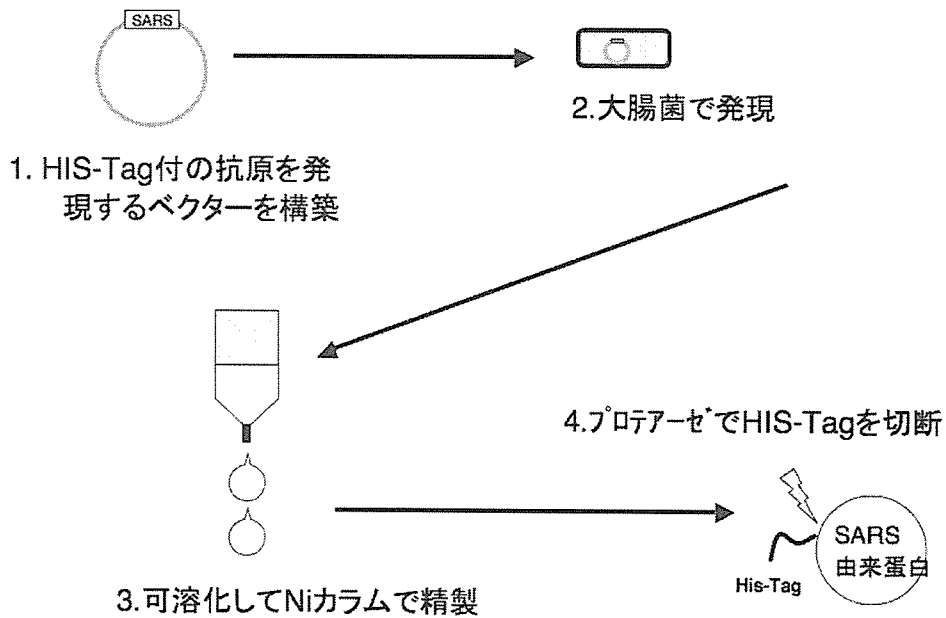 SARS
1. HIS-Tag付の抗原を発
現するベクターを構築
2.大腸菌で発現
3.可溶化してNiカラムで精製
4.ﾌﾟﾛﾃｱｰｾﾞでHIS-Tagを切断
SARS
由来蛋白
His-Tag